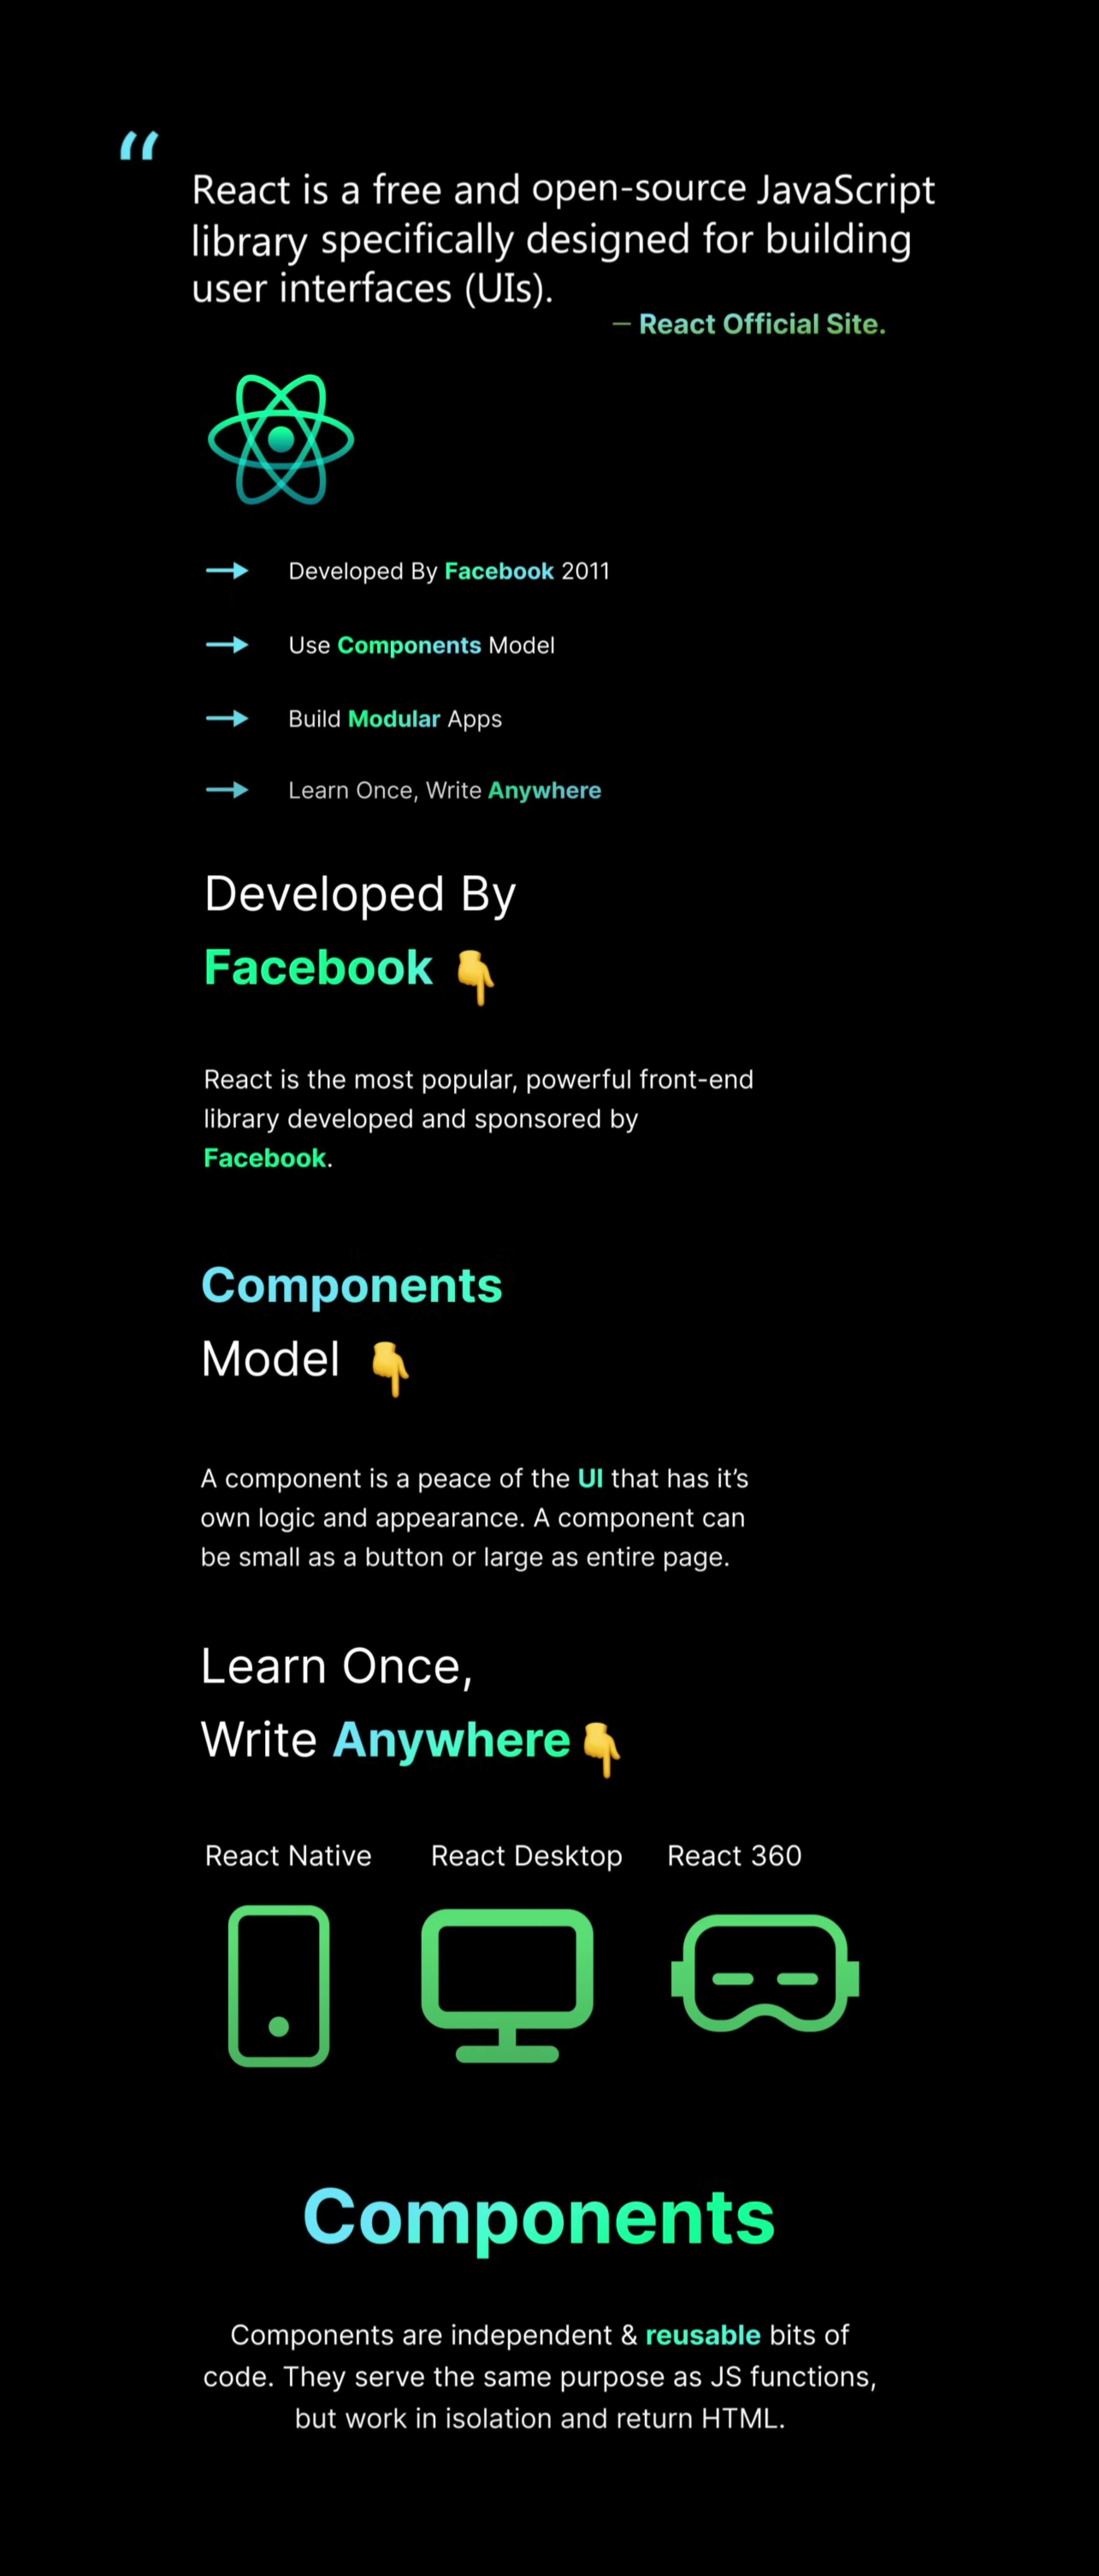 “
React is a free and open-source JavaScript
library specifically designed for building
user interfaces (UIs).
– React Official Site.
Developed By Facebook 2011
Use Components Model
Build Modular Apps
Learn Once, Write Anywhere
Developed By
Facebook 👇
React is the most popular, powerful front-end
library developed and sponsored by
Facebook.
Components
Model 👇
A component is a peace of the UI that has it’s
own logic and appearance. A component can
be small as a button or large as entire page.
Learn Once,
Write Anywhere👇
React Native React Desktop React 360
Components
Components are independent & reusable bits of
code. They serve the same purpose as JS functions,
but work in isolation and return HTML.